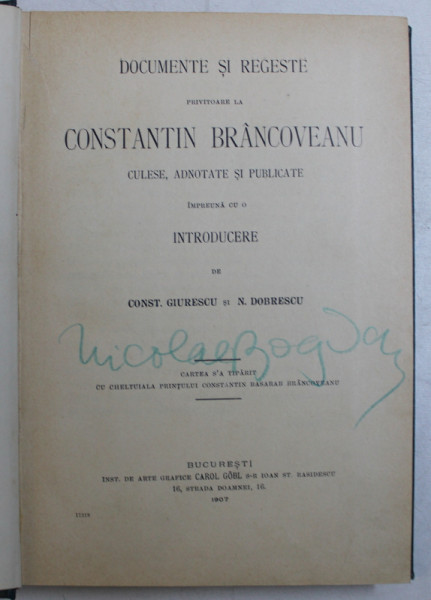 DOCUMENTE ȘI REGESTE
PRIVITOARE LA
CONSTANTIN BRÂNCOVEANU
CULESE, ADNOTATE ȘI PUBLICATE
ÎMPREUNĂ CU O
INTRODUCERE
DE
CONST. GIURESCU ȘI N. DOBRESCU
Nicolae Bogdan
CARTEA S'A TIPĂRIT
CU CHELTUIALA PRINȚULUI CONSTANTIN BASARAB BRÂNCOVEANU
BUCUREȘTI
INST. DE ARTE GRAFICE CAROL GÖBL S-R IOAN ST. RASIDESCU
16, STRADA DOAMNEI, 16.
1907